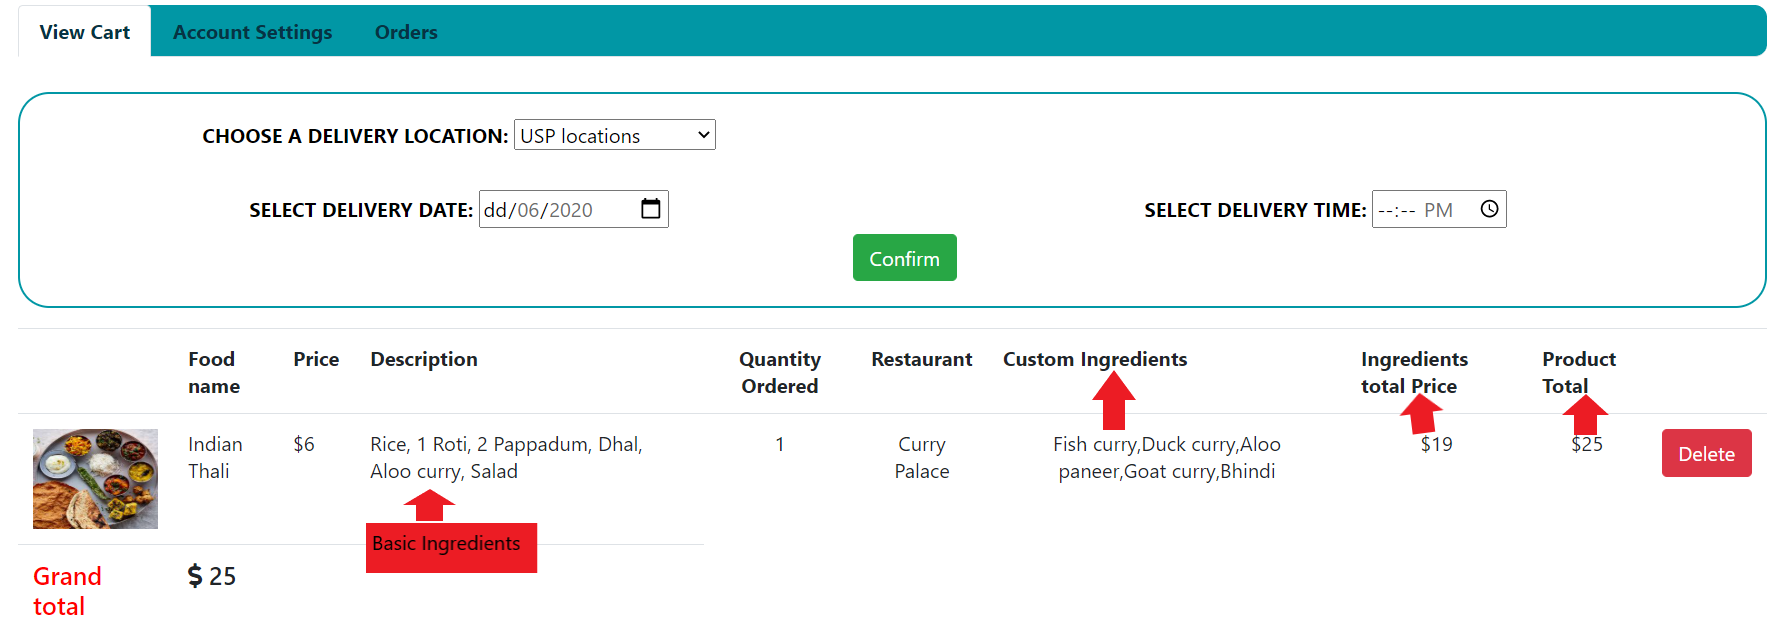 View Cart Account Settings Orders
CHOOSE A DELIVERY LOCATION: USP locations
SELECT DELIVERY DATE: dd/06/2020 SELECT DELIVERY TIME: --:-- PM
Confirm
Food name Price Description Quantity Ordered Restaurant Custom Ingredients Ingredients total Price Product Total
Indian Thali $6 Rice, 1 Roti, 2 Pappadum, Dhal, Aloo curry, Salad 1 Curry Palace Fish curry,Duck curry,Aloo paneer,Goat curry,Bhindi $19 $25 Delete
Basic Ingredients
Grand total $ 25